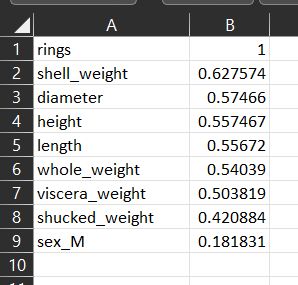 A B
1 rings 1
2 shell_weight 0.627574
3 diameter 0.57466
4 height 0.557467
5 length 0.55672
6 whole_weight 0.54039
7 viscera_weight 0.503819
8 shucked_weight 0.420884
9 sex_M 0.181831
10